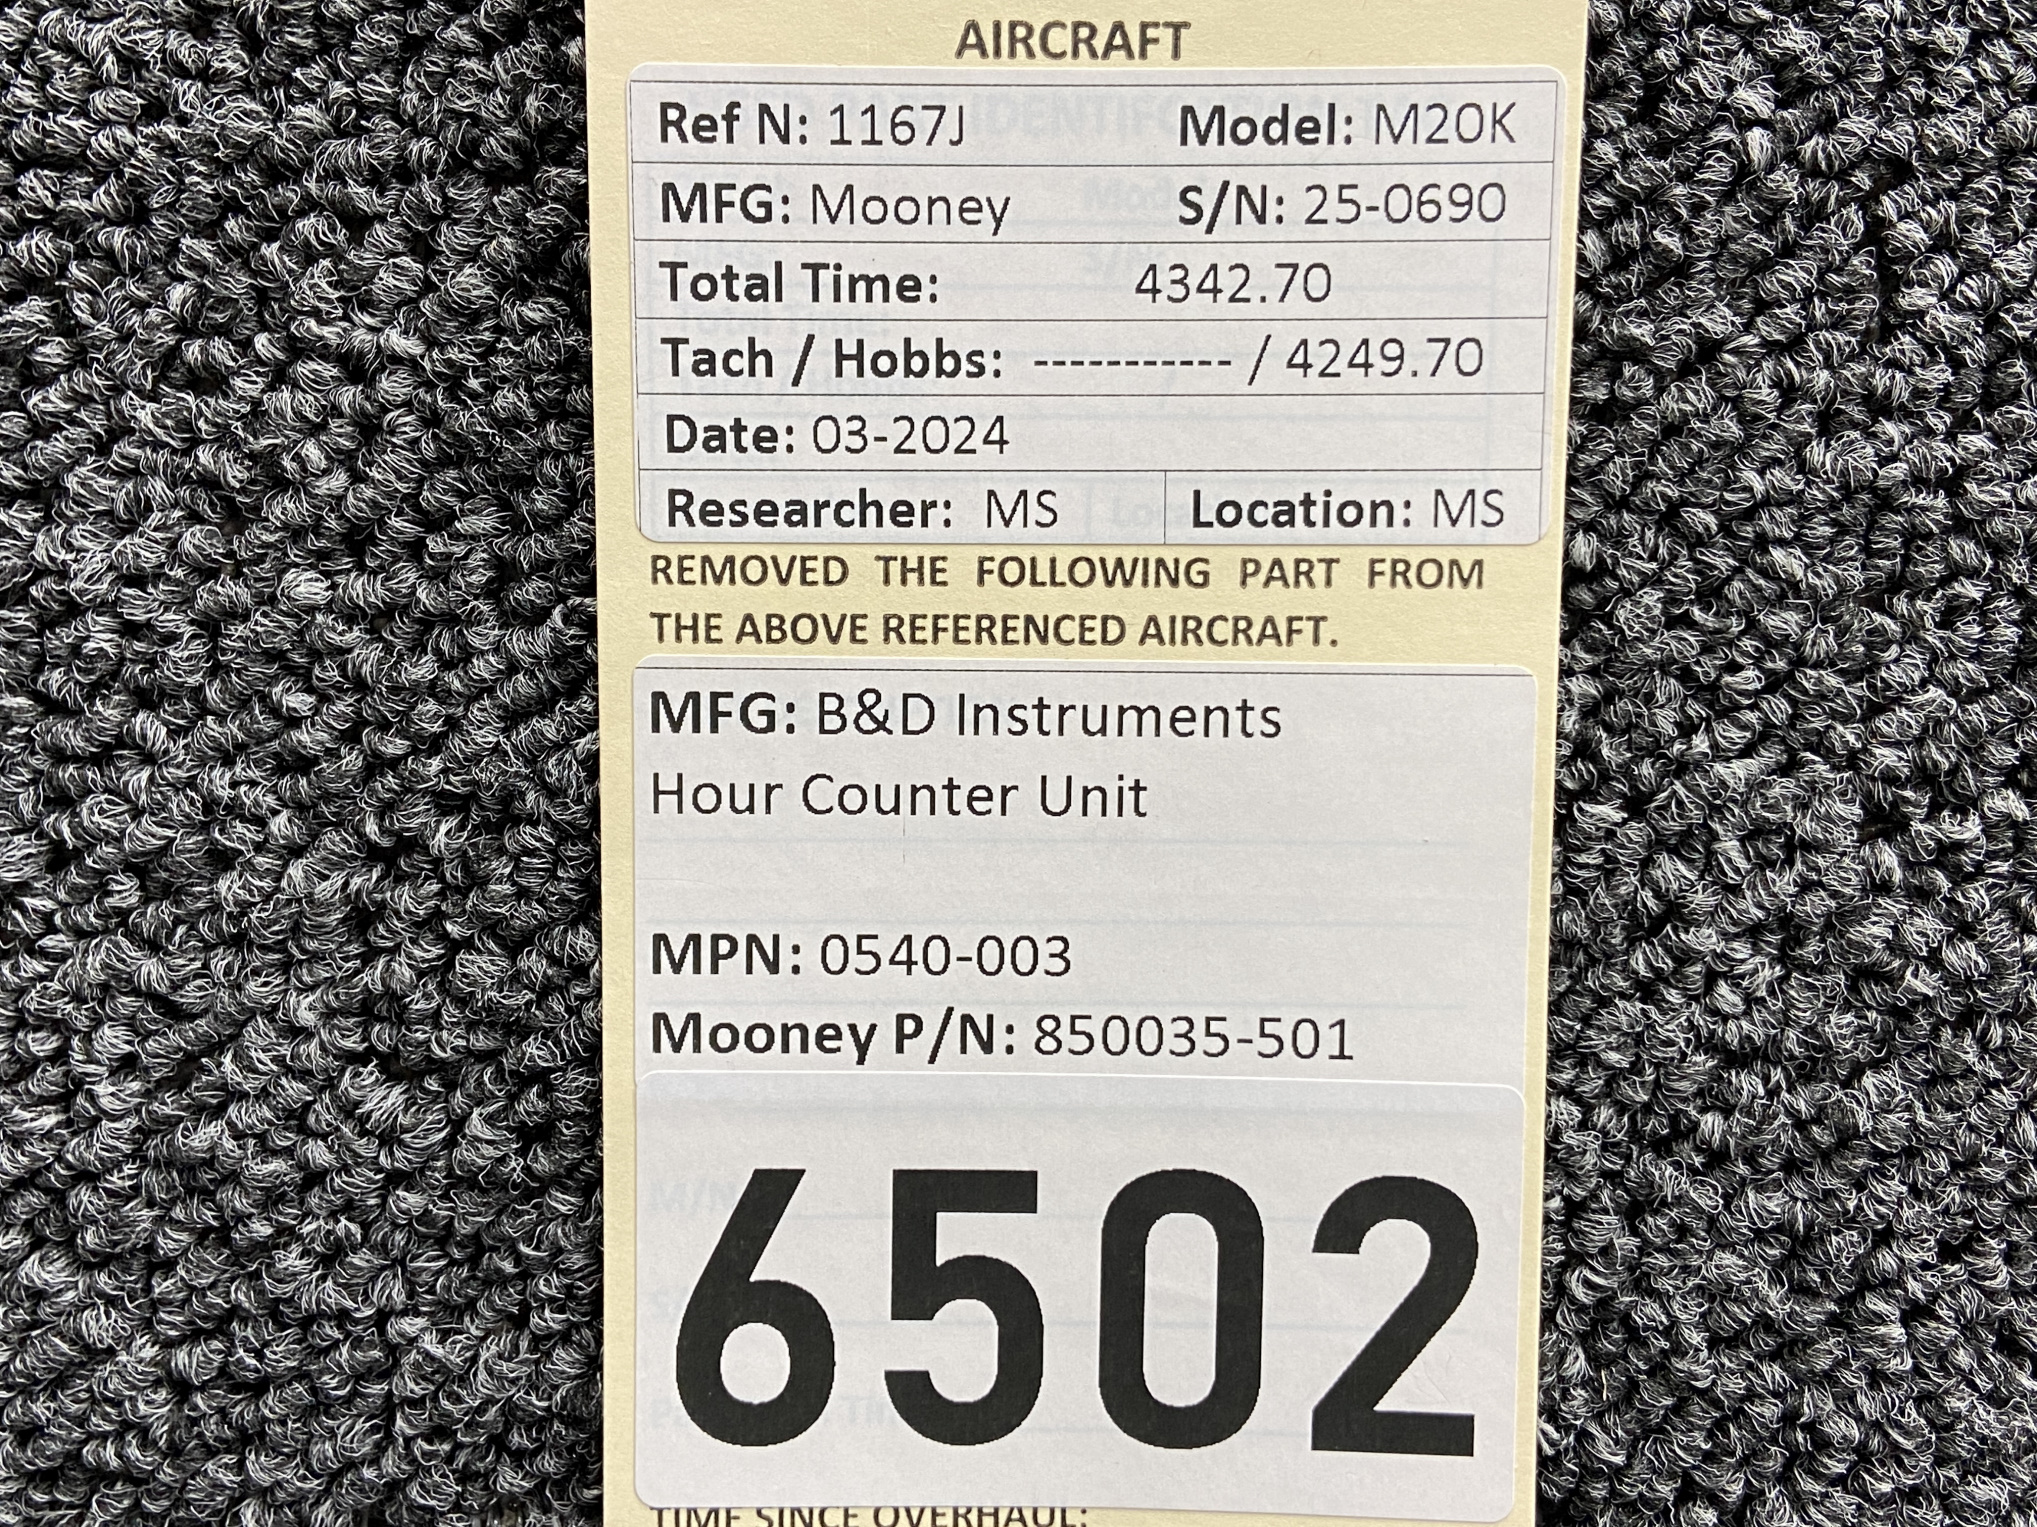 AIRCRAFT
Ref N: 1167J Model: M20K
MFG: Mooney S/N: 25-0690
Total Time: 4342.70
Tach / Hobbs: ----------- / 4249.70
Date: 03-2024
Researcher: MS Location: MS
REMOVED THE FOLLOWING PART FROM
THE ABOVE REFERENCED AIRCRAFT.
MFG: B&D Instruments
Hour Counter Unit
MPN: 0540-003
Mooney P/N: 850035-501
6502
TIME SINCE OVERHAUL: